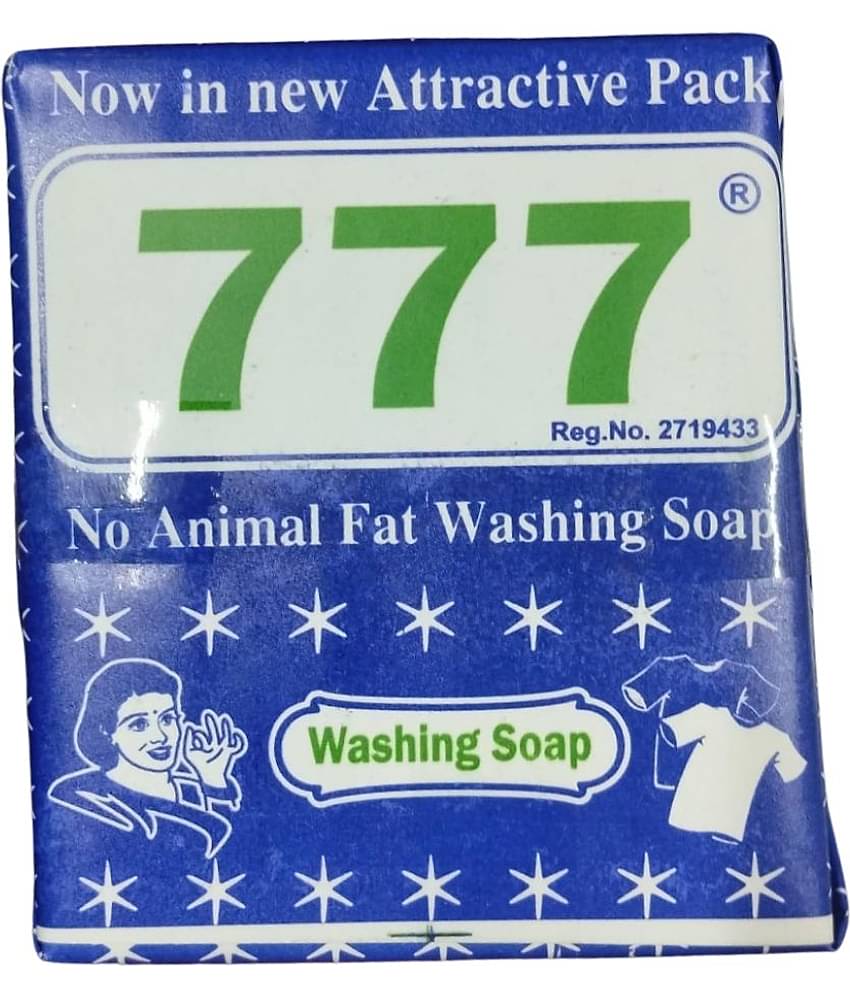 Now in new Attractive Pack
777 ®
Reg.No. 2719433
No Animal Fat Washing Soap
Washing Soap